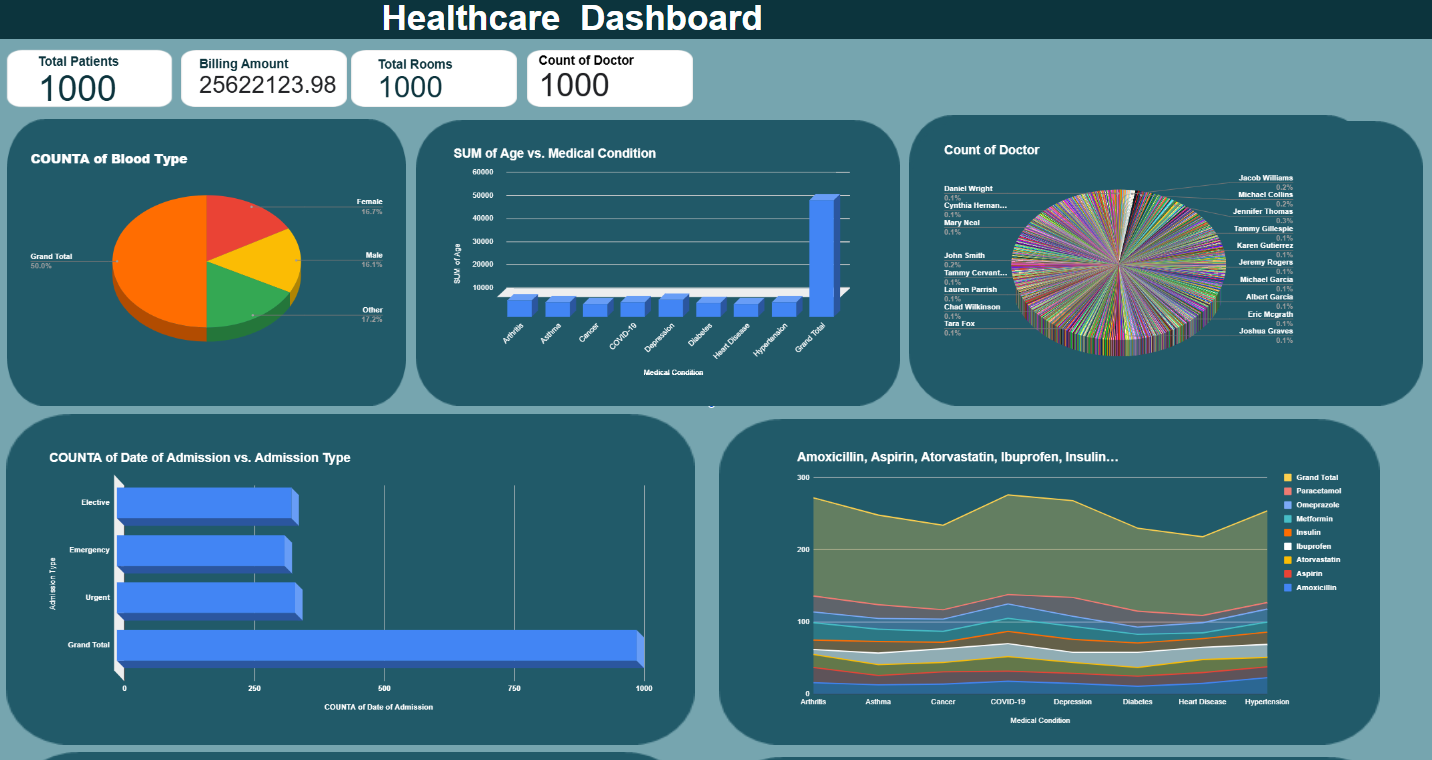 Healthcare  Dashboard
Total Patients
1000
Billing Amount
25622123.98
Total Rooms
1000
Count of Doctor
1000
COUNTA of Blood Type
Female
16.7%
Male
16.1%
Other
17.2%
Grand Total
50.0%
SUM of Age vs. Medical Condition
60000
50000
40000
30000
20000
10000
SUM of Age
Arthritis
Asthma
Cancer
COVID-19
Depression
Diabetes
Heart Disease
Hypertension
Grand Total
Medical Condition
Count of Doctor
Daniel Wright
0.1%
Cynthia Hernan...
0.1%
Mary Neal
0.1%
John Smith
0.2%
Tammy Cervant...
0.1%
Lauren Parrish
0.1%
Chad Wilkinson
0.1%
Tara Fox
0.1%
Jacob Williams
0.2%
Michael Collins
0.2%
Jennifer Thomas
0.3%
Tammy Gillespie
0.1%
Karen Gutierrez
0.1%
Jeremy Rogers
0.1%
Michael Garcia
0.1%
Albert Garcia
0.1%
Eric Mcgrath
0.1%
Joshua Graves
0.1%
COUNTA of Date of Admission vs. Admission Type
Admission Type
Elective
Emergency
Urgent
Grand Total
0 250 500 750 1000
COUNTA of Date of Admission
Amoxicillin, Aspirin, Atorvastatin, Ibuprofen, Insulin...
300
200
100
0
Arthritis Asthma Cancer COVID-19 Depression Diabetes Heart Disease Hypertension
Medical Condition
Grand Total
Paracetamol
Omeprazole
Metformin
Insulin
Ibuprofen
Atorvastatin
Aspirin
Amoxicillin